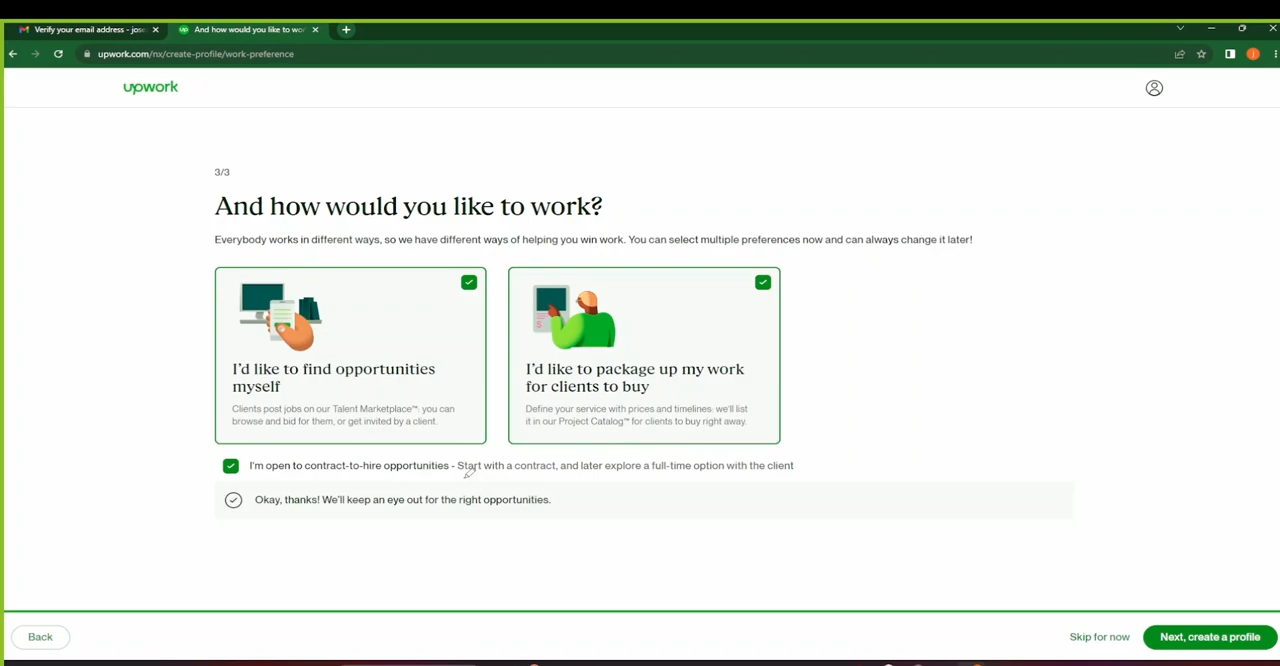 Verify your email address - jose
And how would you like to wor
upwork.com/nx/create-profile/work-preference
upwork
3/3
And how would you like to work?
Everybody works in different ways, so we have different ways of helping you win work. You can select multiple preferences now and can always change it later!
I'd like to find opportunities
myself
Clients post jobs on our Talent Marketplace™; you can
browse and bid for them, or get invited by a client.
I'd like to package up my work
for clients to buy
Define your service with prices and timelines; we'll list
it in our Project Catalog™ for clients to buy right away.
I'm open to contract-to-hire opportunities - Start with a contract, and later explore a full-time option with the client
Okay, thanks! We'll keep an eye out for the right opportunities.
Back
Skip for now
Next, create a profile